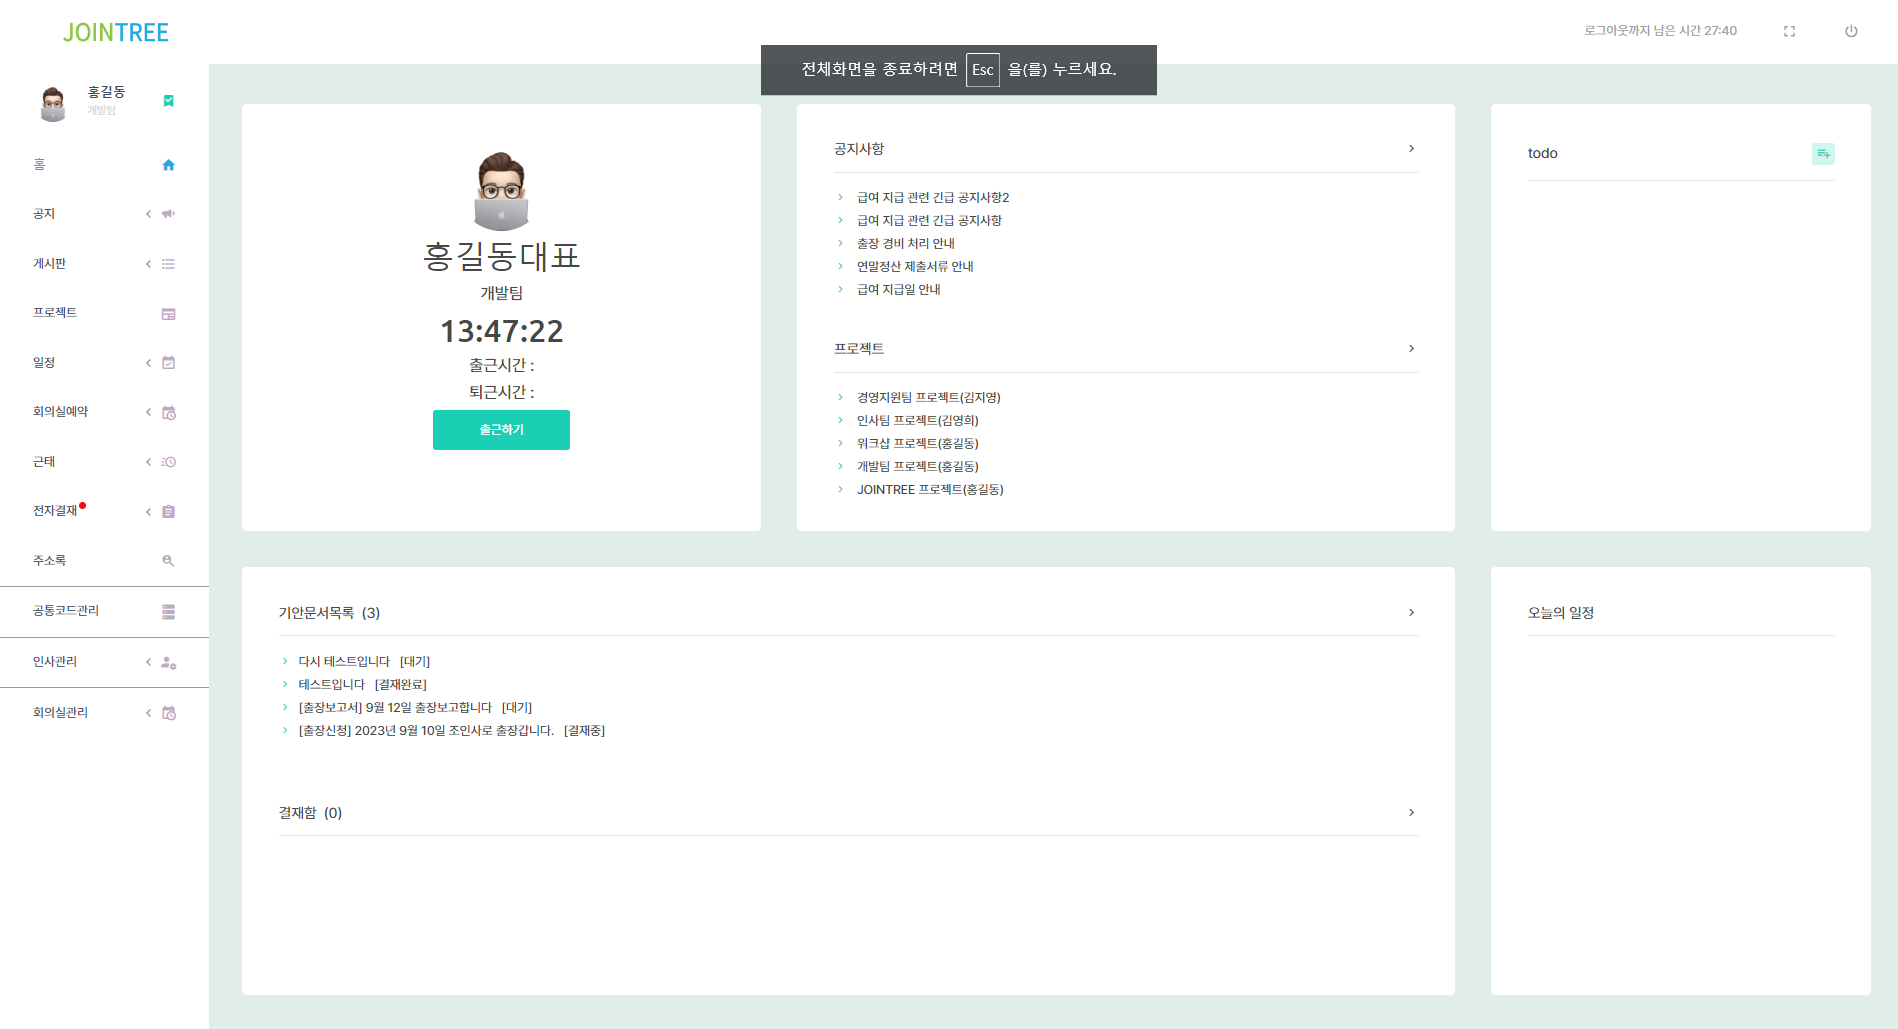 JOINTREE
로그아웃까지 남은 시간 27:40
전체화면을 종료하려면 Esc 을(를) 누르세요.
홍길동
개발팀
홈
공지
게시판
프로젝트
일정
회의실예약
근태
전자결재
주소록
공통코드관리
인사관리
회의실관리
홍길동대표
개발팀
13:47:22
출근시간 :
퇴근시간 :
출근하기
공지사항
급여 지급 관련 긴급 공지사항2
급여 지급 관련 긴급 공지사항
출장 경비 처리 안내
연말정산 제출서류 안내
급여 지급일 안내
프로젝트
경영지원팀 프로젝트(김지영)
인사팀 프로젝트(김영희)
워크샵 프로젝트(홍길동)
개발팀 프로젝트(홍길동)
JOINTREE 프로젝트(홍길동)
todo
기안문서목록 (3)
다시 테스트입니다 [대기]
테스트입니다 [결재완료]
[출장보고서] 9월 12일 출장보고합니다 [대기]
[출장신청] 2023년 9월 10일 조인사로 출장갑니다. [결재중]
결재함 (0)
오늘의 일정